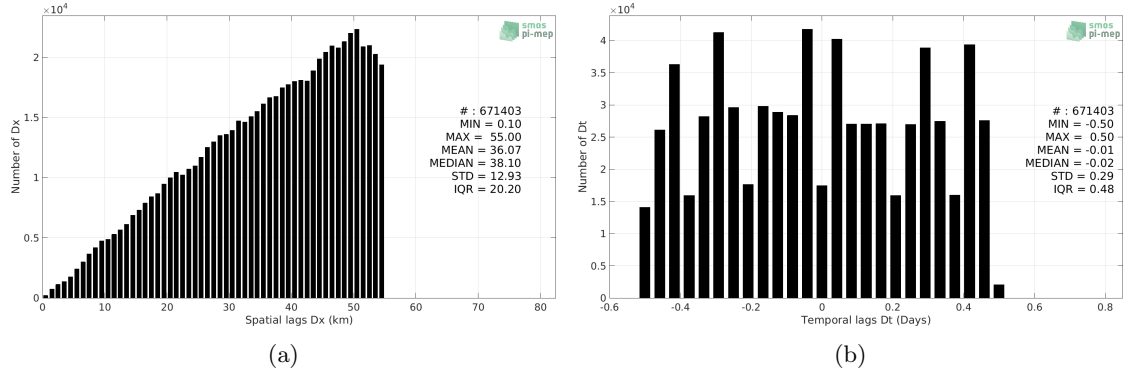 ×10⁴
smos
pi-mep
2
1.5
1
0.5
0
Number of Dx
# : 671403
MIN = 0.10
MAX = 55.00
MEAN = 36.07
MEDIAN = 38.10
STD = 12.93
IQR = 20.20
0 10 20 30 40 50 60 70 80
Spatial lags Dx (km)
(a)
×10⁴
smos
pi-mep
4
3.5
3
2.5
2
1.5
1
0.5
0
Number of Dt
# : 671403
MIN = -0.50
MAX = 0.50
MEAN = -0.01
MEDIAN = -0.02
STD = 0.29
IQR = 0.48
-0.6 -0.4 -0.2 0 0.2 0.4 0.6 0.8
Temporal lags Dt (Days)
(b)